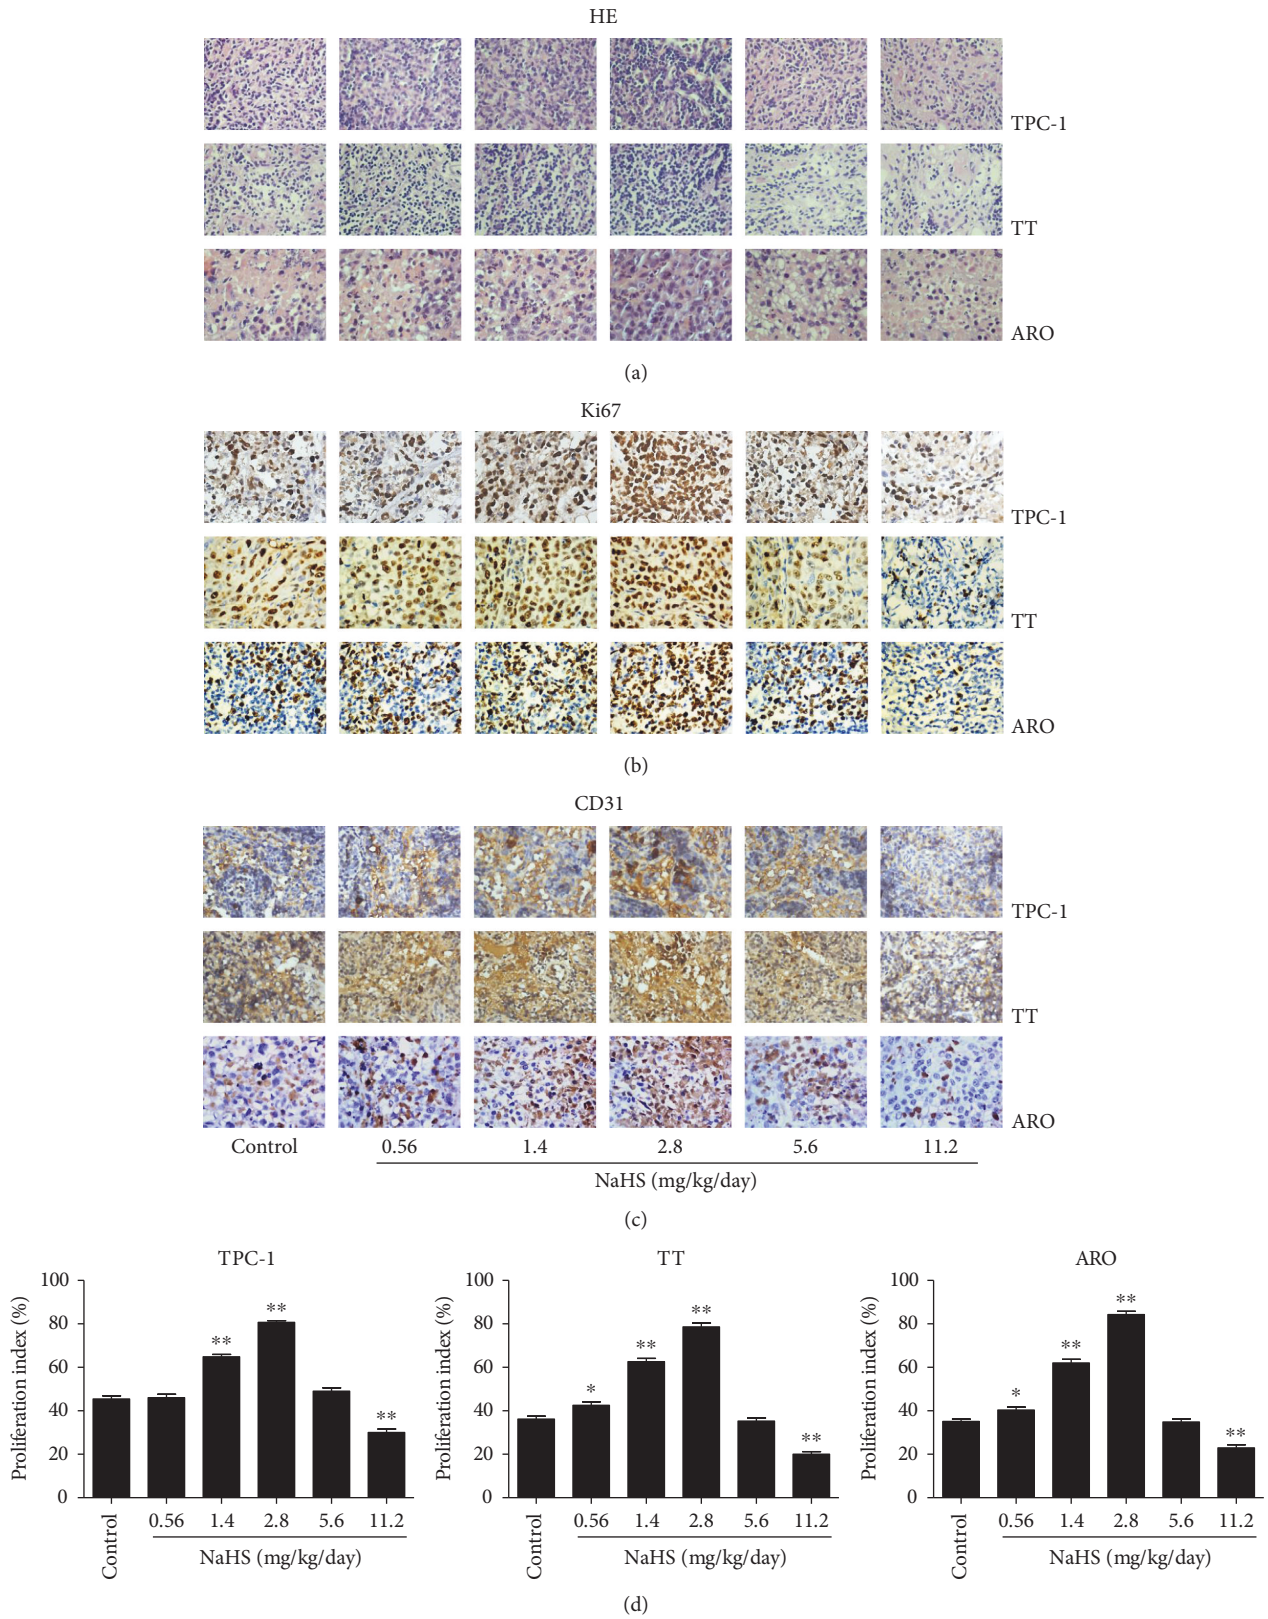 HE
TPC-1
TT
ARO
(a)
Ki67
TPC-1
TT
ARO
(b)
CD31
TPC-1
TT
ARO
Control 0.56 1.4 2.8 5.6 11.2
NaHS (mg/kg/day)
(c)
TPC-1
Proliferation index (%)
100
80
60
40
20
0
** ** **
Control 0.56 1.4 2.8 5.6 11.2
NaHS (mg/kg/day)
TT
Proliferation index (%)
100
80
60
40
20
0
* ** ** **
Control 0.56 1.4 2.8 5.6 11.2
NaHS (mg/kg/day)
ARO
Proliferation index (%)
100
80
60
40
20
0
* ** ** **
Control 0.56 1.4 2.8 5.6 11.2
NaHS (mg/kg/day)
(d)